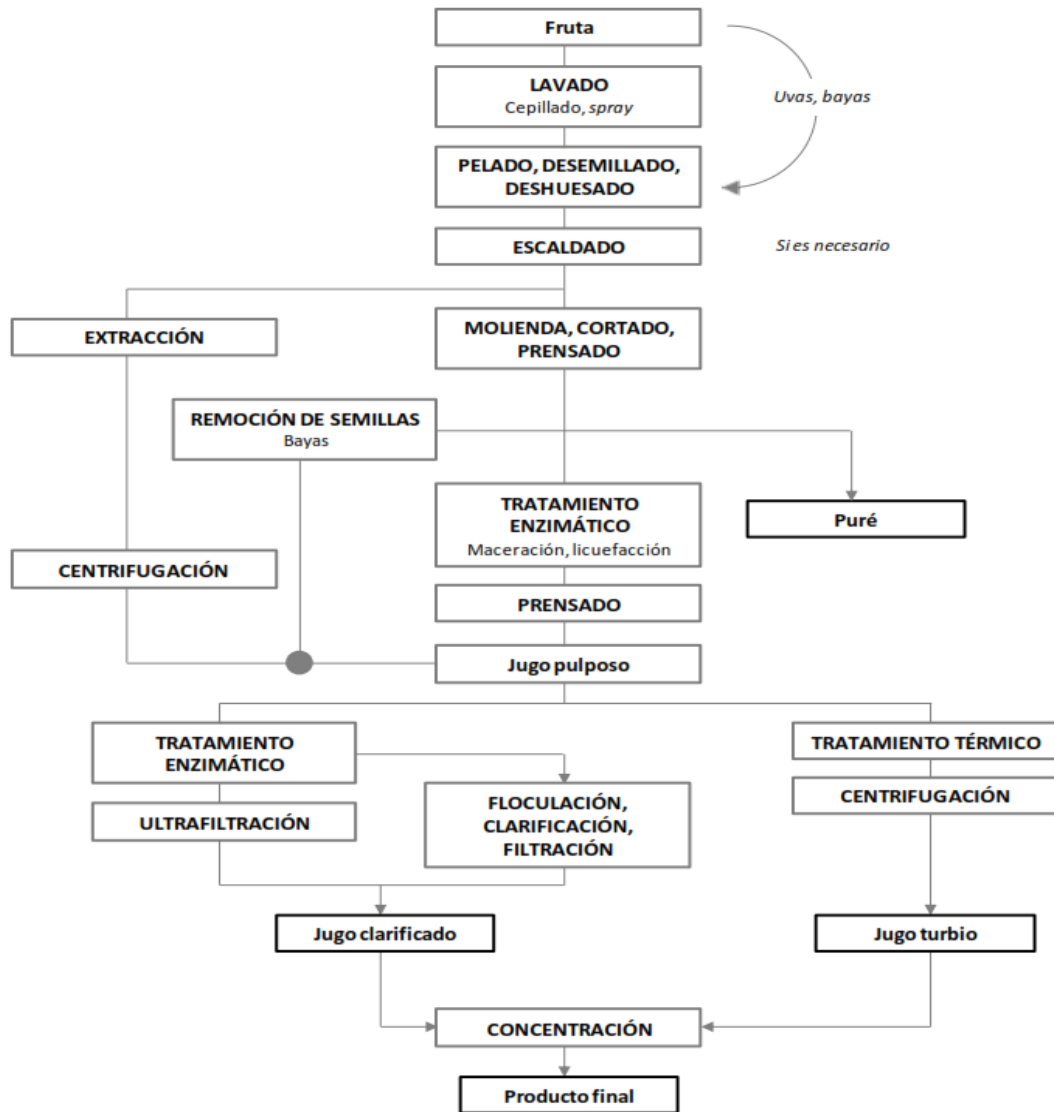 Fruta
LAVADO
Cepillado, spray
Uvas, bayas
PELADO, DESEMILLADO,
DESHUESADO
ESCALDADO
Si es necesario
EXTRACCIÓN
MOLIENDA, CORTADO,
PRENSADO
REMOCIÓN DE SEMILLAS
Bayas
TRATAMIENTO
ENZIMÁTICO
Maceración, licuefacción
Puré
CENTRIFUGACIÓN
PRENSADO
Jugo pulposo
TRATAMIENTO
ENZIMÁTICO
TRATAMIENTO TÉRMICO
ULTRAFILTRACIÓN
FLOCULACIÓN,
CLARIFICACIÓN,
FILTRACIÓN
CENTRIFUGACIÓN
Jugo clarificado
Jugo turbio
CONCENTRACIÓN
Producto final